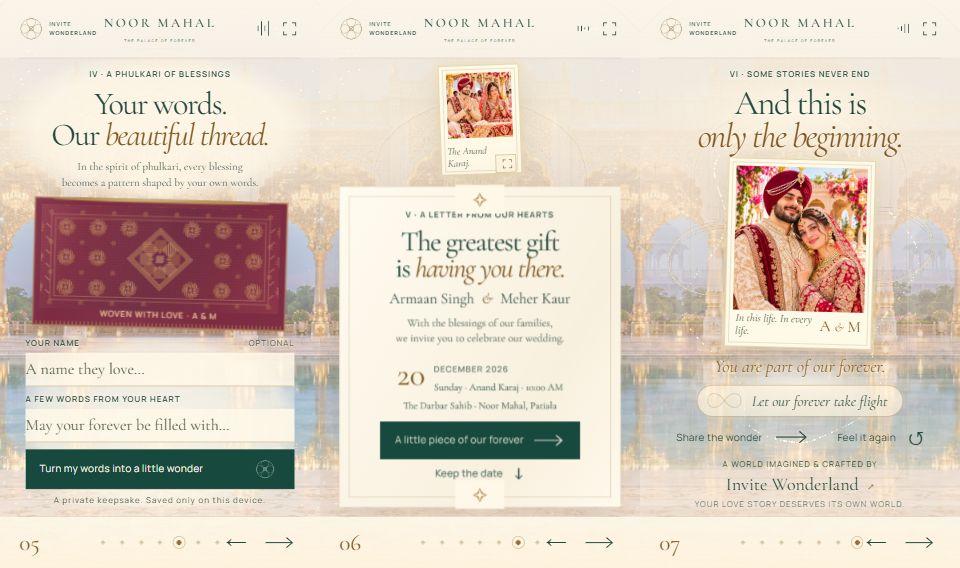 INVITE
WONDERLAND
NOOR MAHAL
THE PALACE OF FOREVER
IV · A PHULKARI OF BLESSINGS
Your words.
Our beautiful thread.
In the spirit of phulkari, every blessing
becomes a pattern shaped by your own words.
WOVEN WITH LOVE · A & M
YOUR NAME
OPTIONAL
A name they love...
A FEW WORDS FROM YOUR HEART
May your forever be filled with...
Turn my words into a little wonder
A private keepsake. Saved only on this device.
05
INVITE
WONDERLAND
NOOR MAHAL
THE PALACE OF FOREVER
The Anand
Karaj.
V · A LETTER FROM OUR HEARTS
The greatest gift
is having you there.
Armaan Singh & Meher Kaur
With the blessings of our families,
we invite you to celebrate our wedding.
20
DECEMBER 2026
Sunday · Anand Karaj · 10:00 AM
The Darbar Sahib · Noor Mahal, Patiala
A little piece of our forever
Keep the date
06
INVITE
WONDERLAND
NOOR MAHAL
THE PALACE OF FOREVER
VI · SOME STORIES NEVER END
And this is
only the beginning.
In this life. In every
life.
A & M
You are part of our forever.
Let our forever take flight
Share the wonder
Feel it again
A WORLD IMAGINED & CRAFTED BY
Invite Wonderland
YOUR LOVE STORY DESERVES ITS OWN WORLD.
07